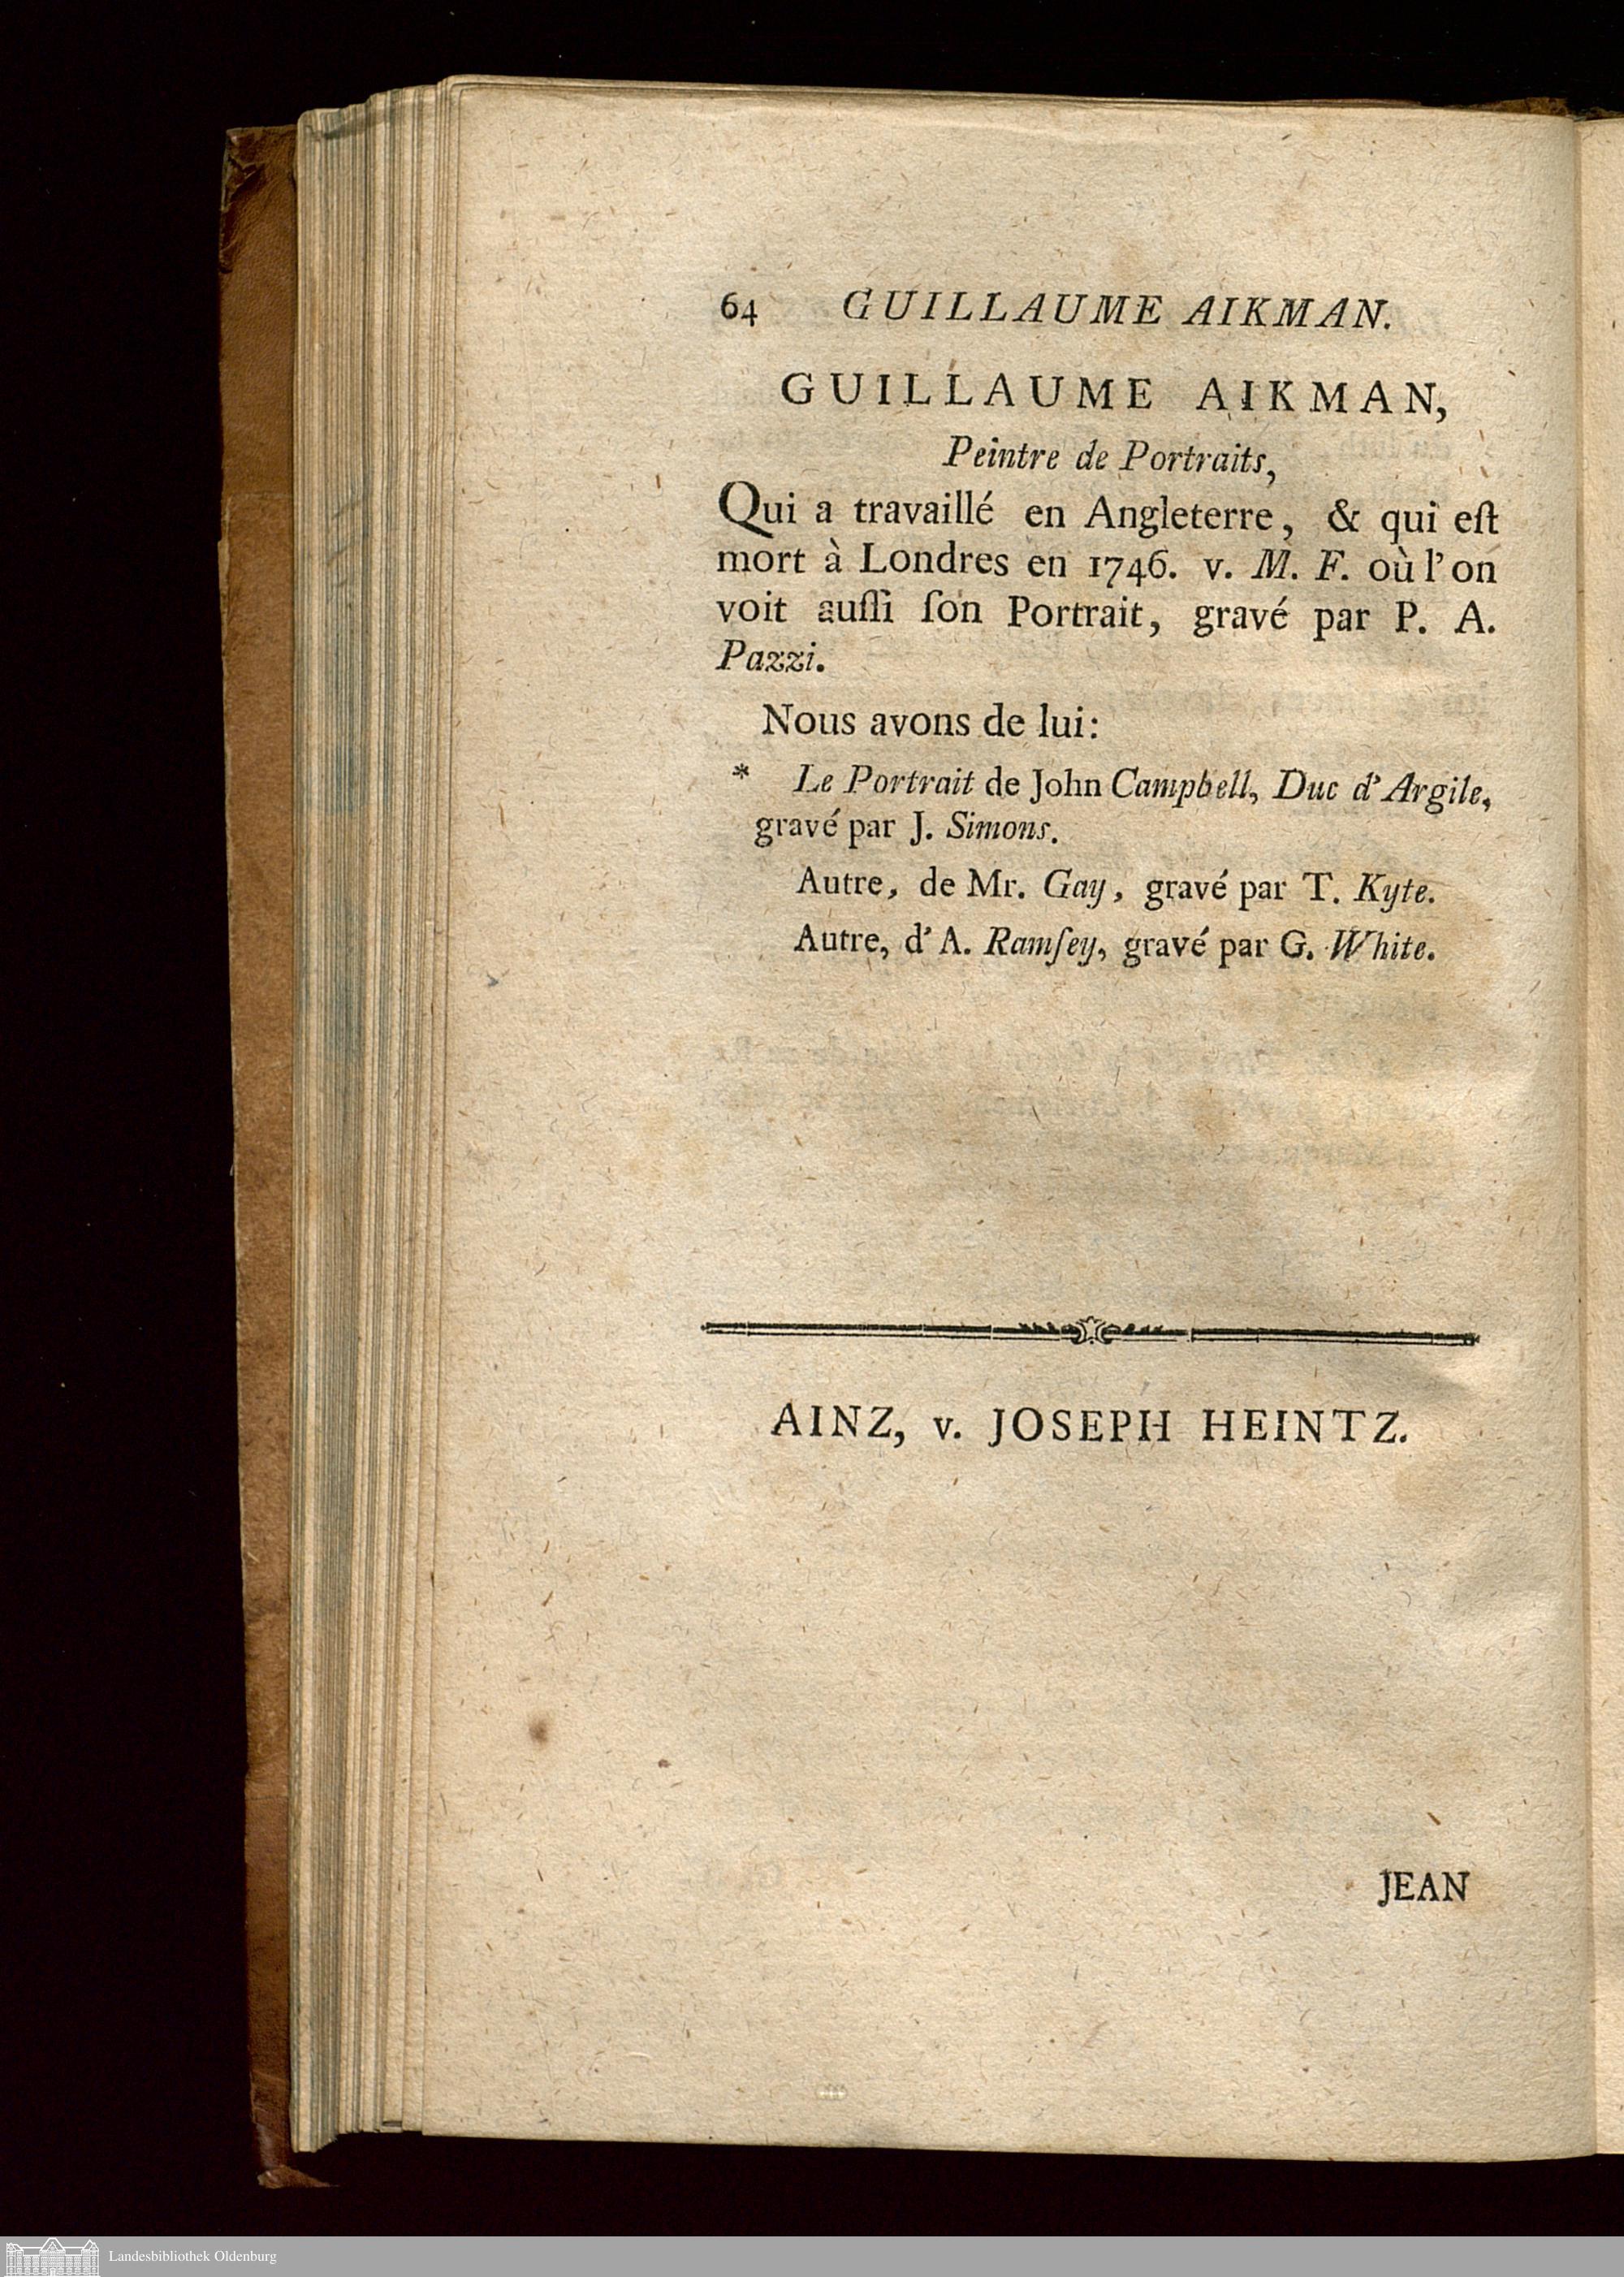 64 GUILLAUME AIKMAN.
GUILLAUME AIKMAN,
Peintre de Portraits,
Qui a travaillé en Angleterre, & qui eſt
mort à Londres en 1746. v. M. F. où l'on
voit auſſi ſon Portrait, gravé par P. A.
Pazzi.
Nous avons de lui:
* Le Portrait de John Campbell, Duc d'Argile,
gravé par J. Simons.
Autre, de Mr. Gay, gravé par T. Kyte.
Autre, d'A. Ramſey, gravé par G. White.
AINZ, v. JOSEPH HEINTZ.
JEAN
Landesbibliothek Oldenburg